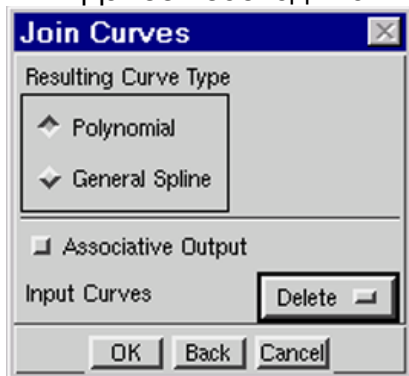 Join Curves
Resulting Curve Type
Polynomial
General Spline
Associative Output
Input Curves Delete
OK Back Cancel